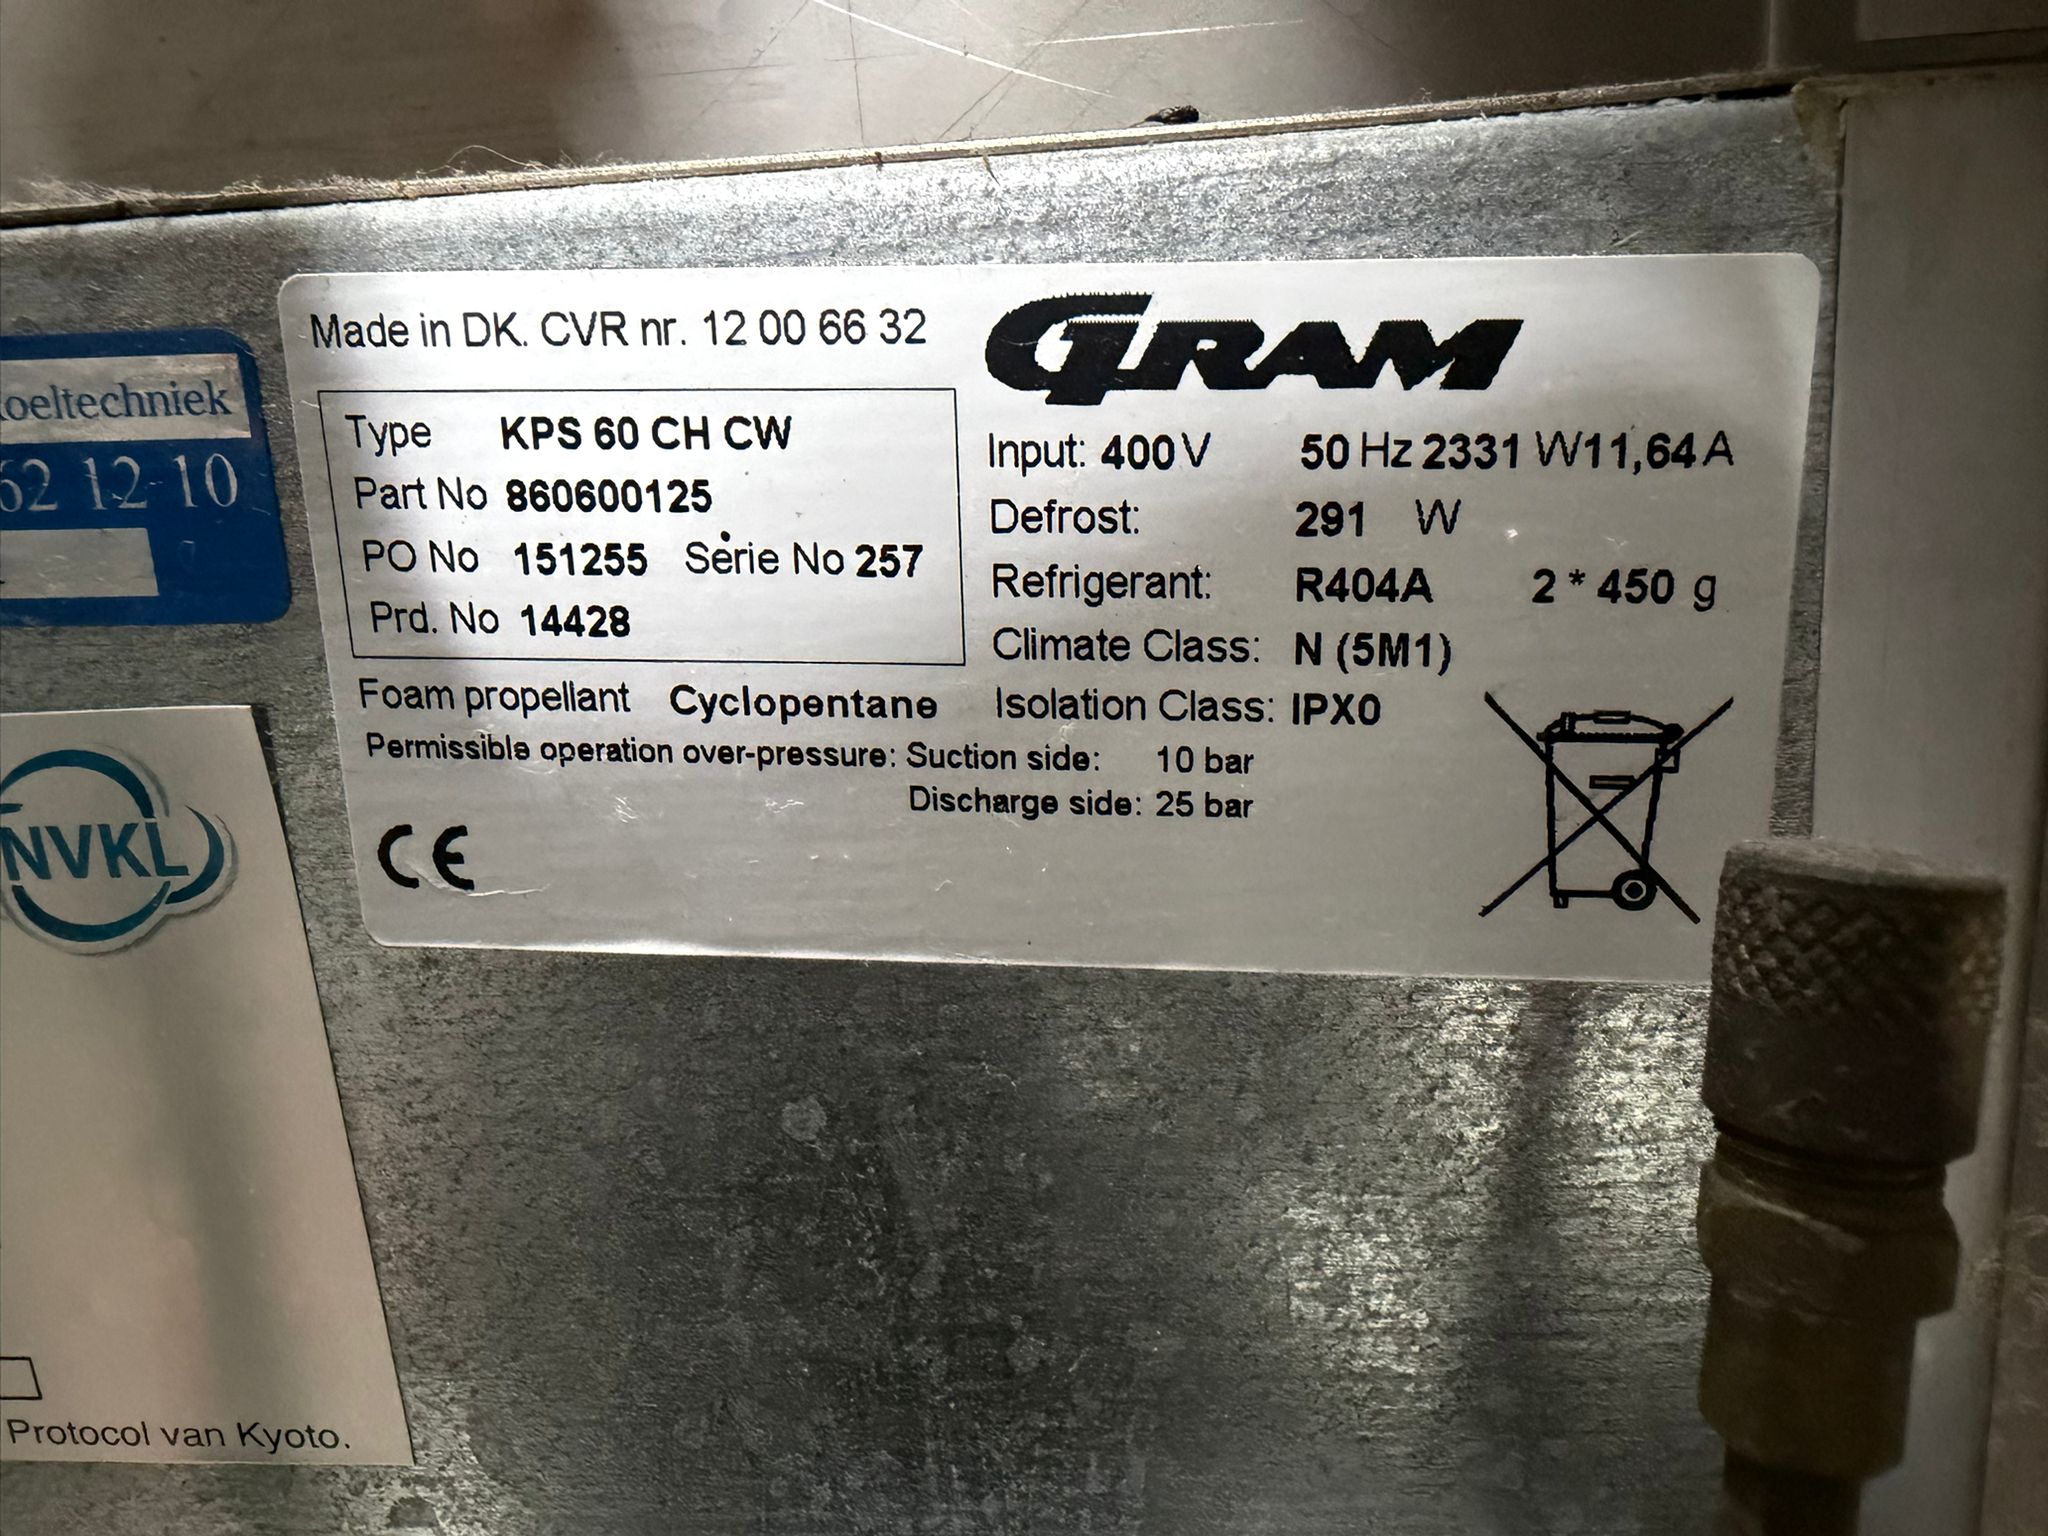 Made in DK. CVR nr. 12 00 66 32
GRAM
Type KPS 60 CH CW
Part No 860600125
PO No 151255 Serie No 257
Prd. No 14428
Input: 400 V 50 Hz 2331 W 11,64 A
Defrost: 291 W
Refrigerant: R404A 2 * 450 g
Climate Class: N (5M1)
Isolation Class: IPX0
Foam propellant Cyclopentane
Permissible operation over-pressure: Suction side: 10 bar
Discharge side: 25 bar
CE
oeltechniek
62 12 10
NVKL
Protocol van Kyoto.